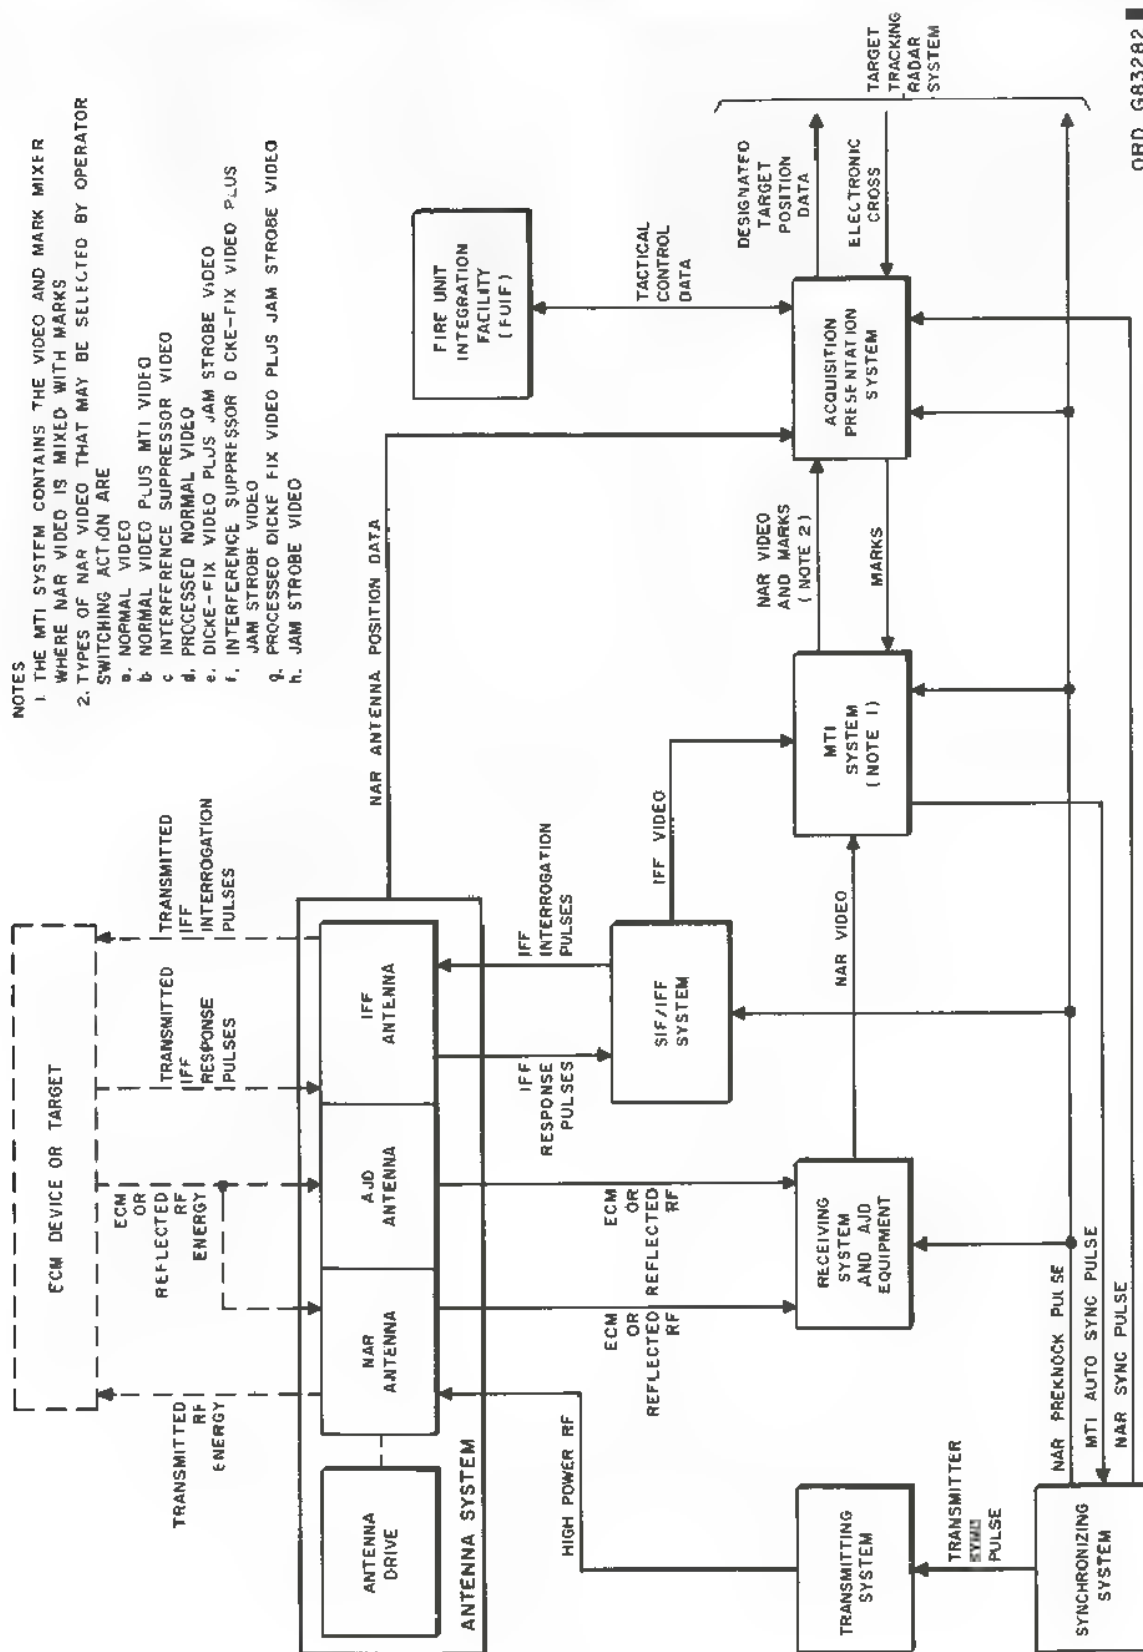 NOTES
1. THE MTI SYSTEM CONTAINS THE VIDEO AND MARK MIXER
WHERE NAR VIDEO IS MIXED WITH MARKS
2. TYPES OF NAR VIDEO THAT MAY BE SELECTED BY OPERATOR
SWITCHING ACTION ARE
a. NORMAL VIDEO
b NORMAL VIDEO PLUS MTI VIDEO
c INTERFERENCE SUPPRESSOR VIDEO
d. PROCESSED NORMAL VIDEO
e. DICKE-FIX VIDEO PLUS JAM STROBE VIDEO
f. INTERFERENCE SUPPRESSOR DICKE-FIX VIDEO PLUS
JAM STROBE VIDEO
g. PROCESSED DICKE FIX VIDEO PLUS JAM STROBE VIDEO
h. JAM STROBE VIDEO
ECM DEVICE OR TARGET
TRANSMITTED
RF
ENERGY
ECM
OR
REFLECTED
RF
ENERGY
TRANSMITTED
IFF RESPONSE
PULSES
TRANSMITTED
IFF INTERROGATION
PULSES
ANTENNA
DRIVE
NAR
ANTENNA
AJD
ANTENNA
IFF
ANTENNA
ANTENNA SYSTEM
NAR ANTENNA POSITION DATA
HIGH POWER RF
ECM
OR
REFLECTED
RF
ECM
OR
REFLECTED
RF
IFF
RESPONSE
PULSES
IFF
INTERROGATION
PULSES
SIF/IFF
SYSTEM
IFF VIDEO
FIRE UNIT
INTEGRATION
FACILITY
(FUIF)
TACTICAL
CONTROL
DATA
TRANSMITTING
SYSTEM
RECEIVING
SYSTEM
AND AJD
EQUIPMENT
NAR VIDEO
MTI
SYSTEM
(NOTE 1)
NAR VIDEO
AND MARKS
(NOTE 2)
MARKS
ACQUISITION
PRESENTATION
SYSTEM
DESIGNATED
TARGET
POSITION
DATA
ELECTRONIC
CROSS
TARGET
TRACKING
RADAR
SYSTEM
TRANSMITTER
PULSE
SYNCHRONIZING
SYSTEM
NAR PREKNOCK PULSE
MTI AUTO SYNC PULSE
NAR SYNC PULSE
ORD G83282